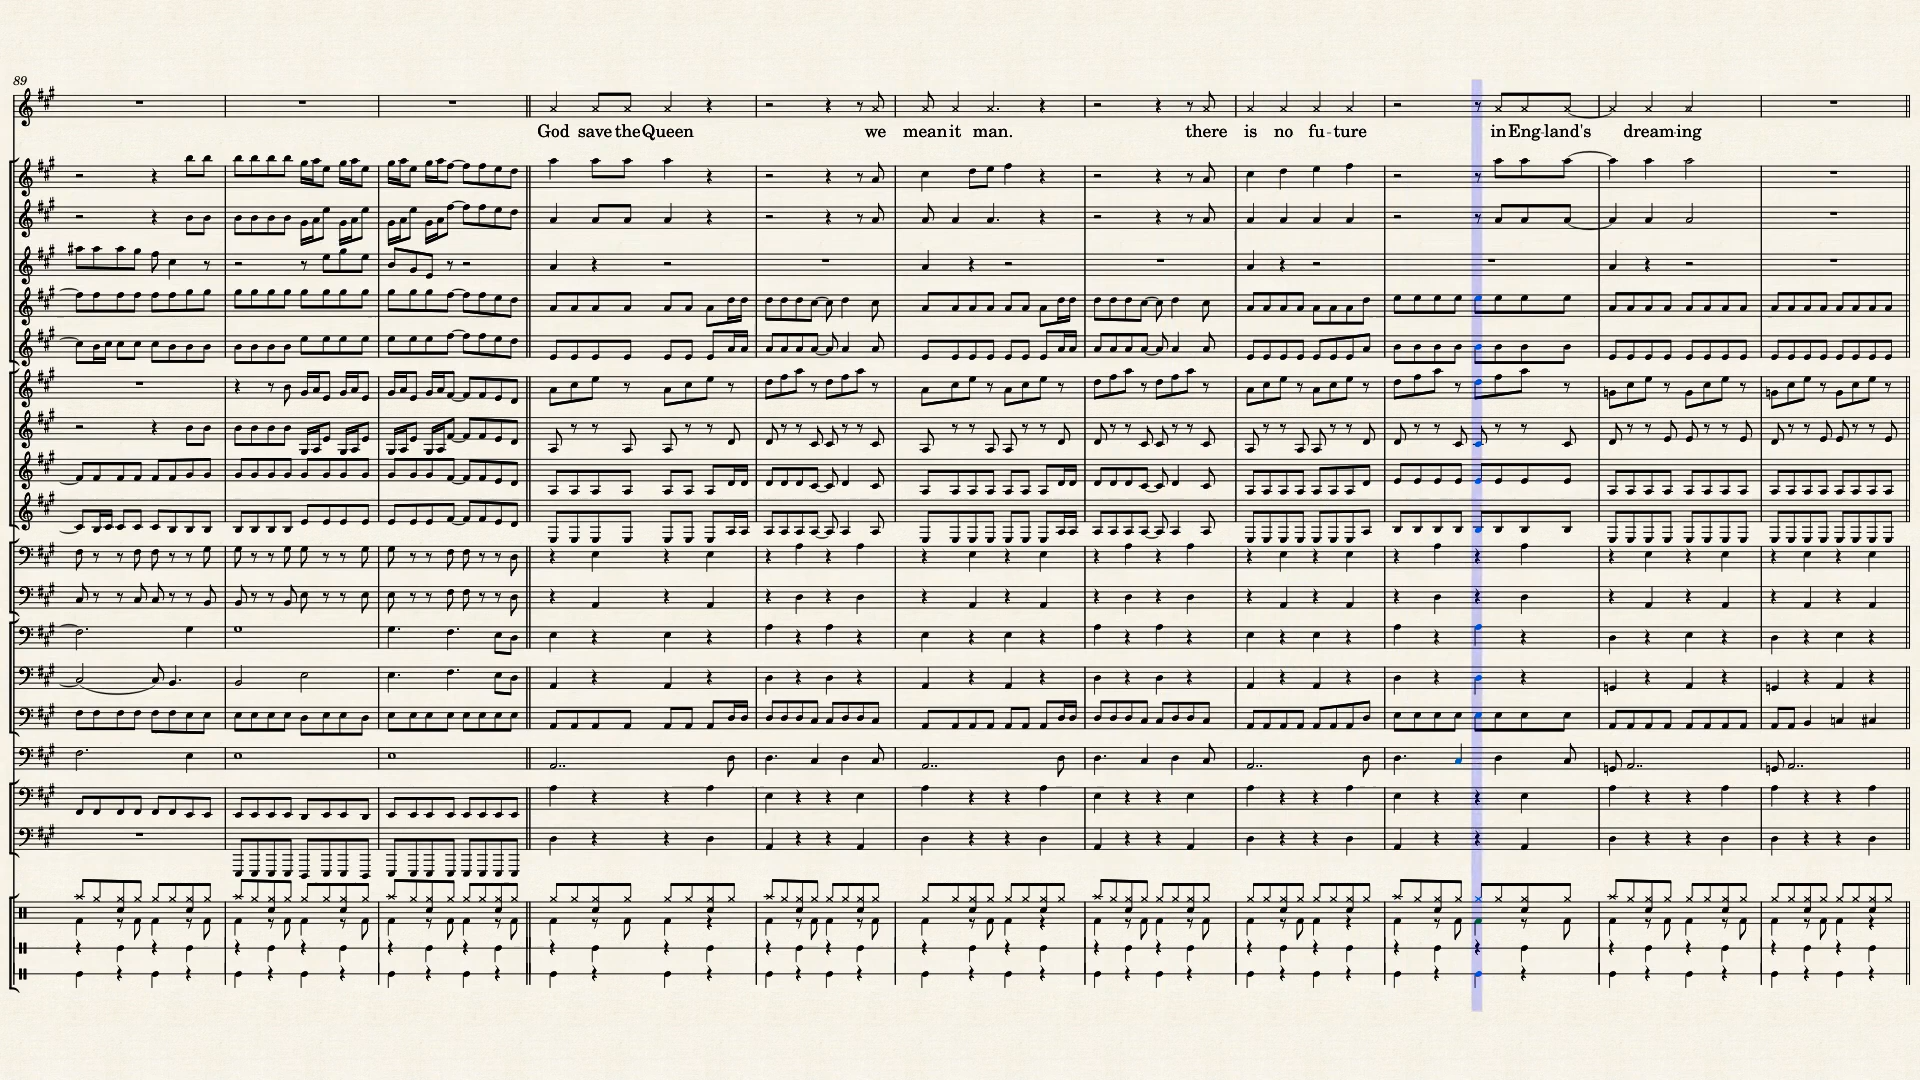 89
God save the Queen we mean it man. there is no fu-ture in Eng-land's dream-ing